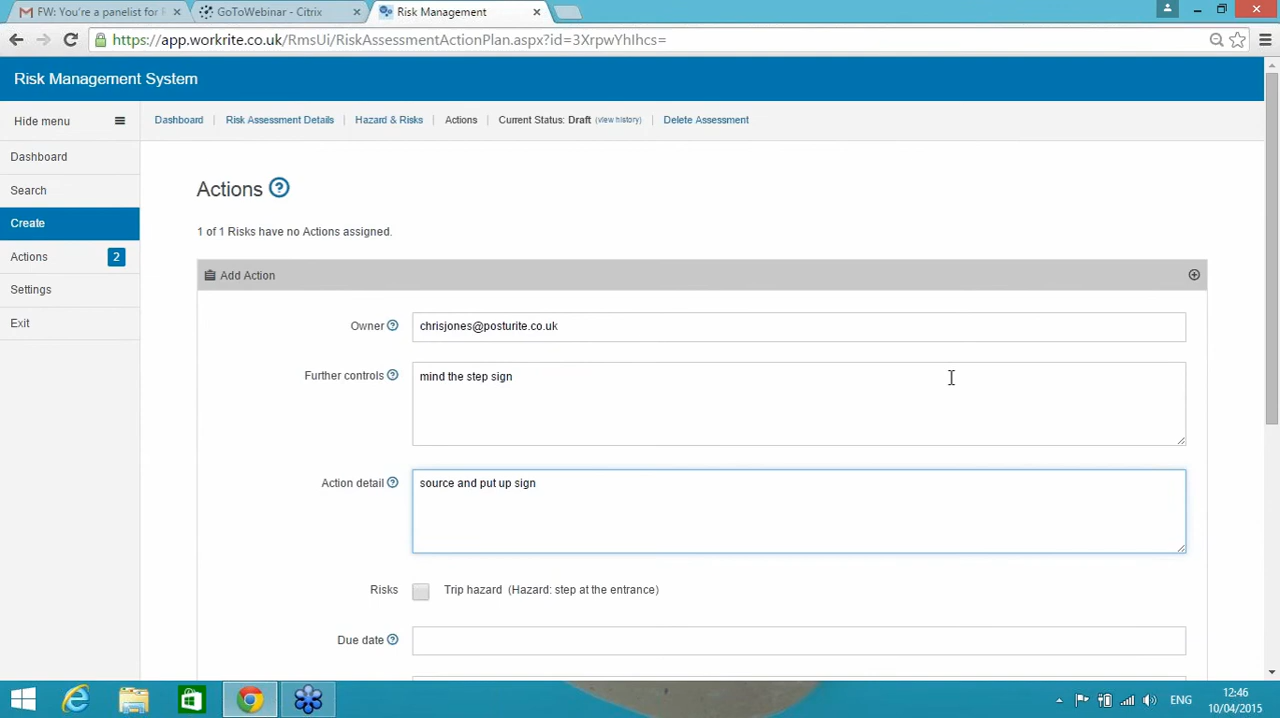 FW: You're a panelist for
GoToWebinar - Citrix
Risk Management
https://app.workrite.co.uk/RmsUi/RiskAssessmentActionPlan.aspx?id=3XrpwYhIhcs=
Risk Management System
Hide menu
Dashboard
Risk Assessment Details
Hazard & Risks
Actions
Current Status: Draft (view history)
Delete Assessment
Dashboard
Search
Create
Actions 2
Settings
Exit
Actions ?
1 of 1 Risks have no Actions assigned.
Add Action
Owner ? chrisjones@posturite.co.uk
Further controls ? mind the step sign
Action detail ? source and put up sign
Risks Trip hazard (Hazard: step at the entrance)
Due date ?
ENG
12:46
10/04/2015